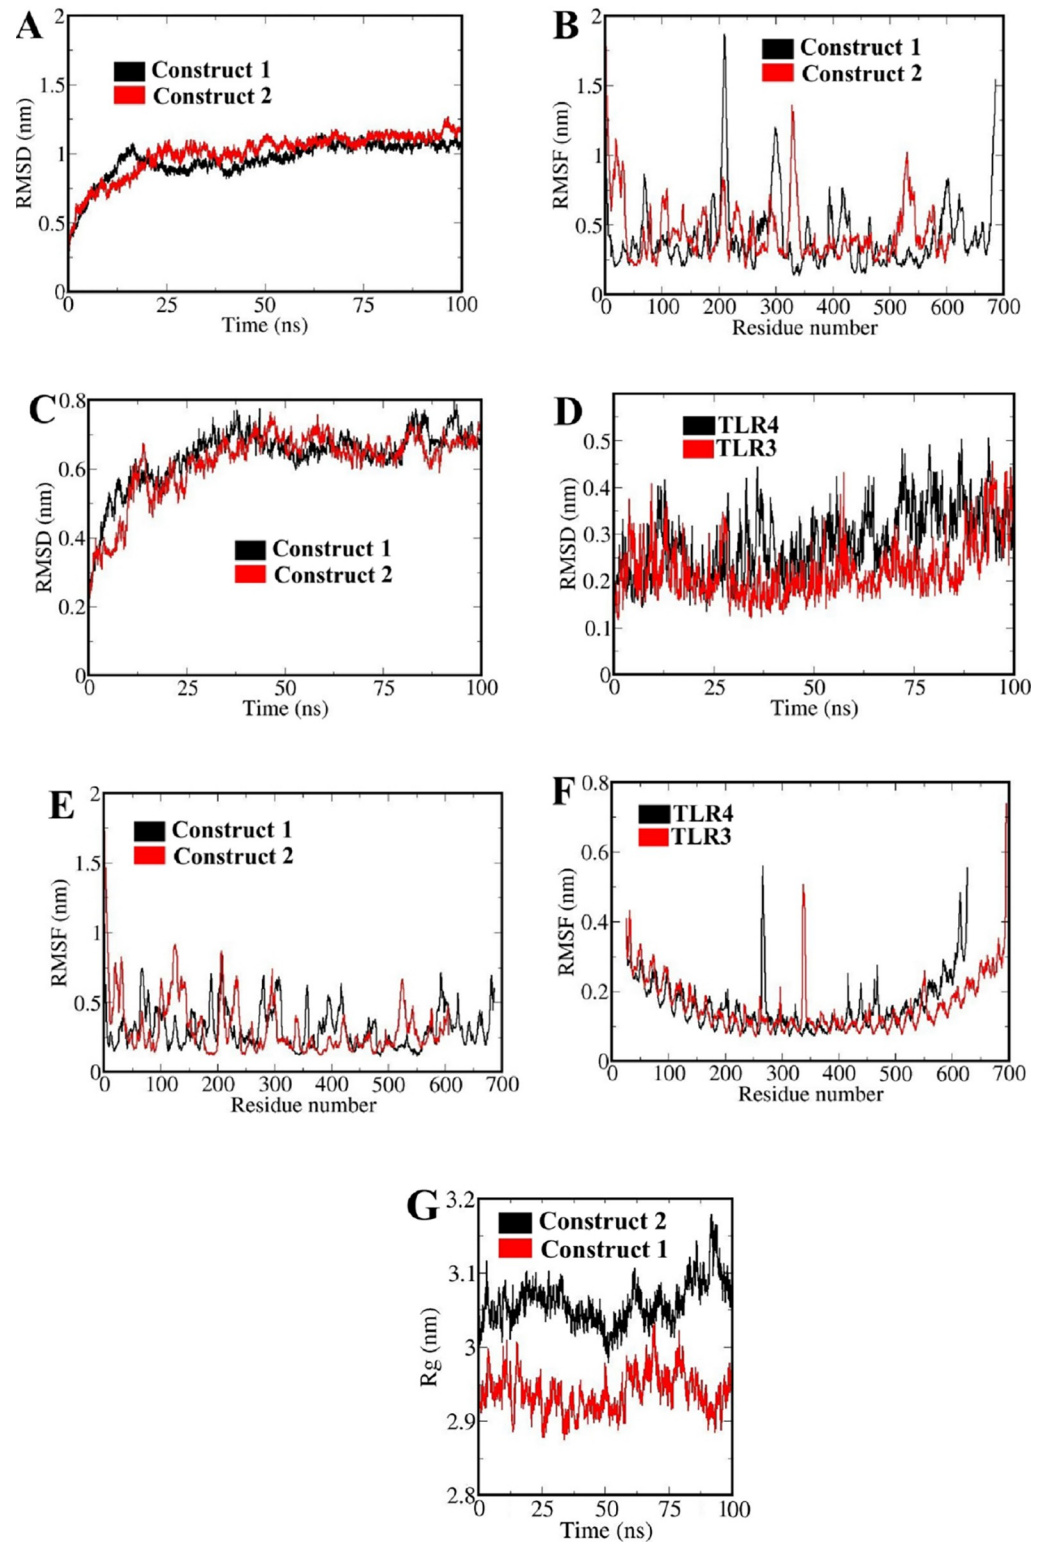 A
RMSD (nm)
2
1.5
1
0.5
0
Construct 1
Construct 2
0 25 50 75 100
Time (ns)
B
RMSF (nm)
2
1.5
1
0.5
0
Construct 1
Construct 2
0 100 200 300 400 500 600 700
Residue number
C
RMSD (nm)
0.8
0.6
0.4
0.2
0
Construct 1
Construct 2
0 25 50 75 100
Time (ns)
D
RMSD (nm)
0.5
0.4
0.3
0.2
0.1
0
TLR4
TLR3
0 25 50 75 100
Time (ns)
E
RMSF (nm)
2
1.5
1
0.5
0
Construct 1
Construct 2
0 100 200 300 400 500 600 700
Residue number
F
RMSF (nm)
0.8
0.6
0.4
0.2
0
TLR4
TLR3
0 100 200 300 400 500 600 700
Residue number
G
Rg (nm)
3.2
3.1
3
2.9
2.8
Construct 2
Construct 1
0 25 50 75 100
Time (ns)